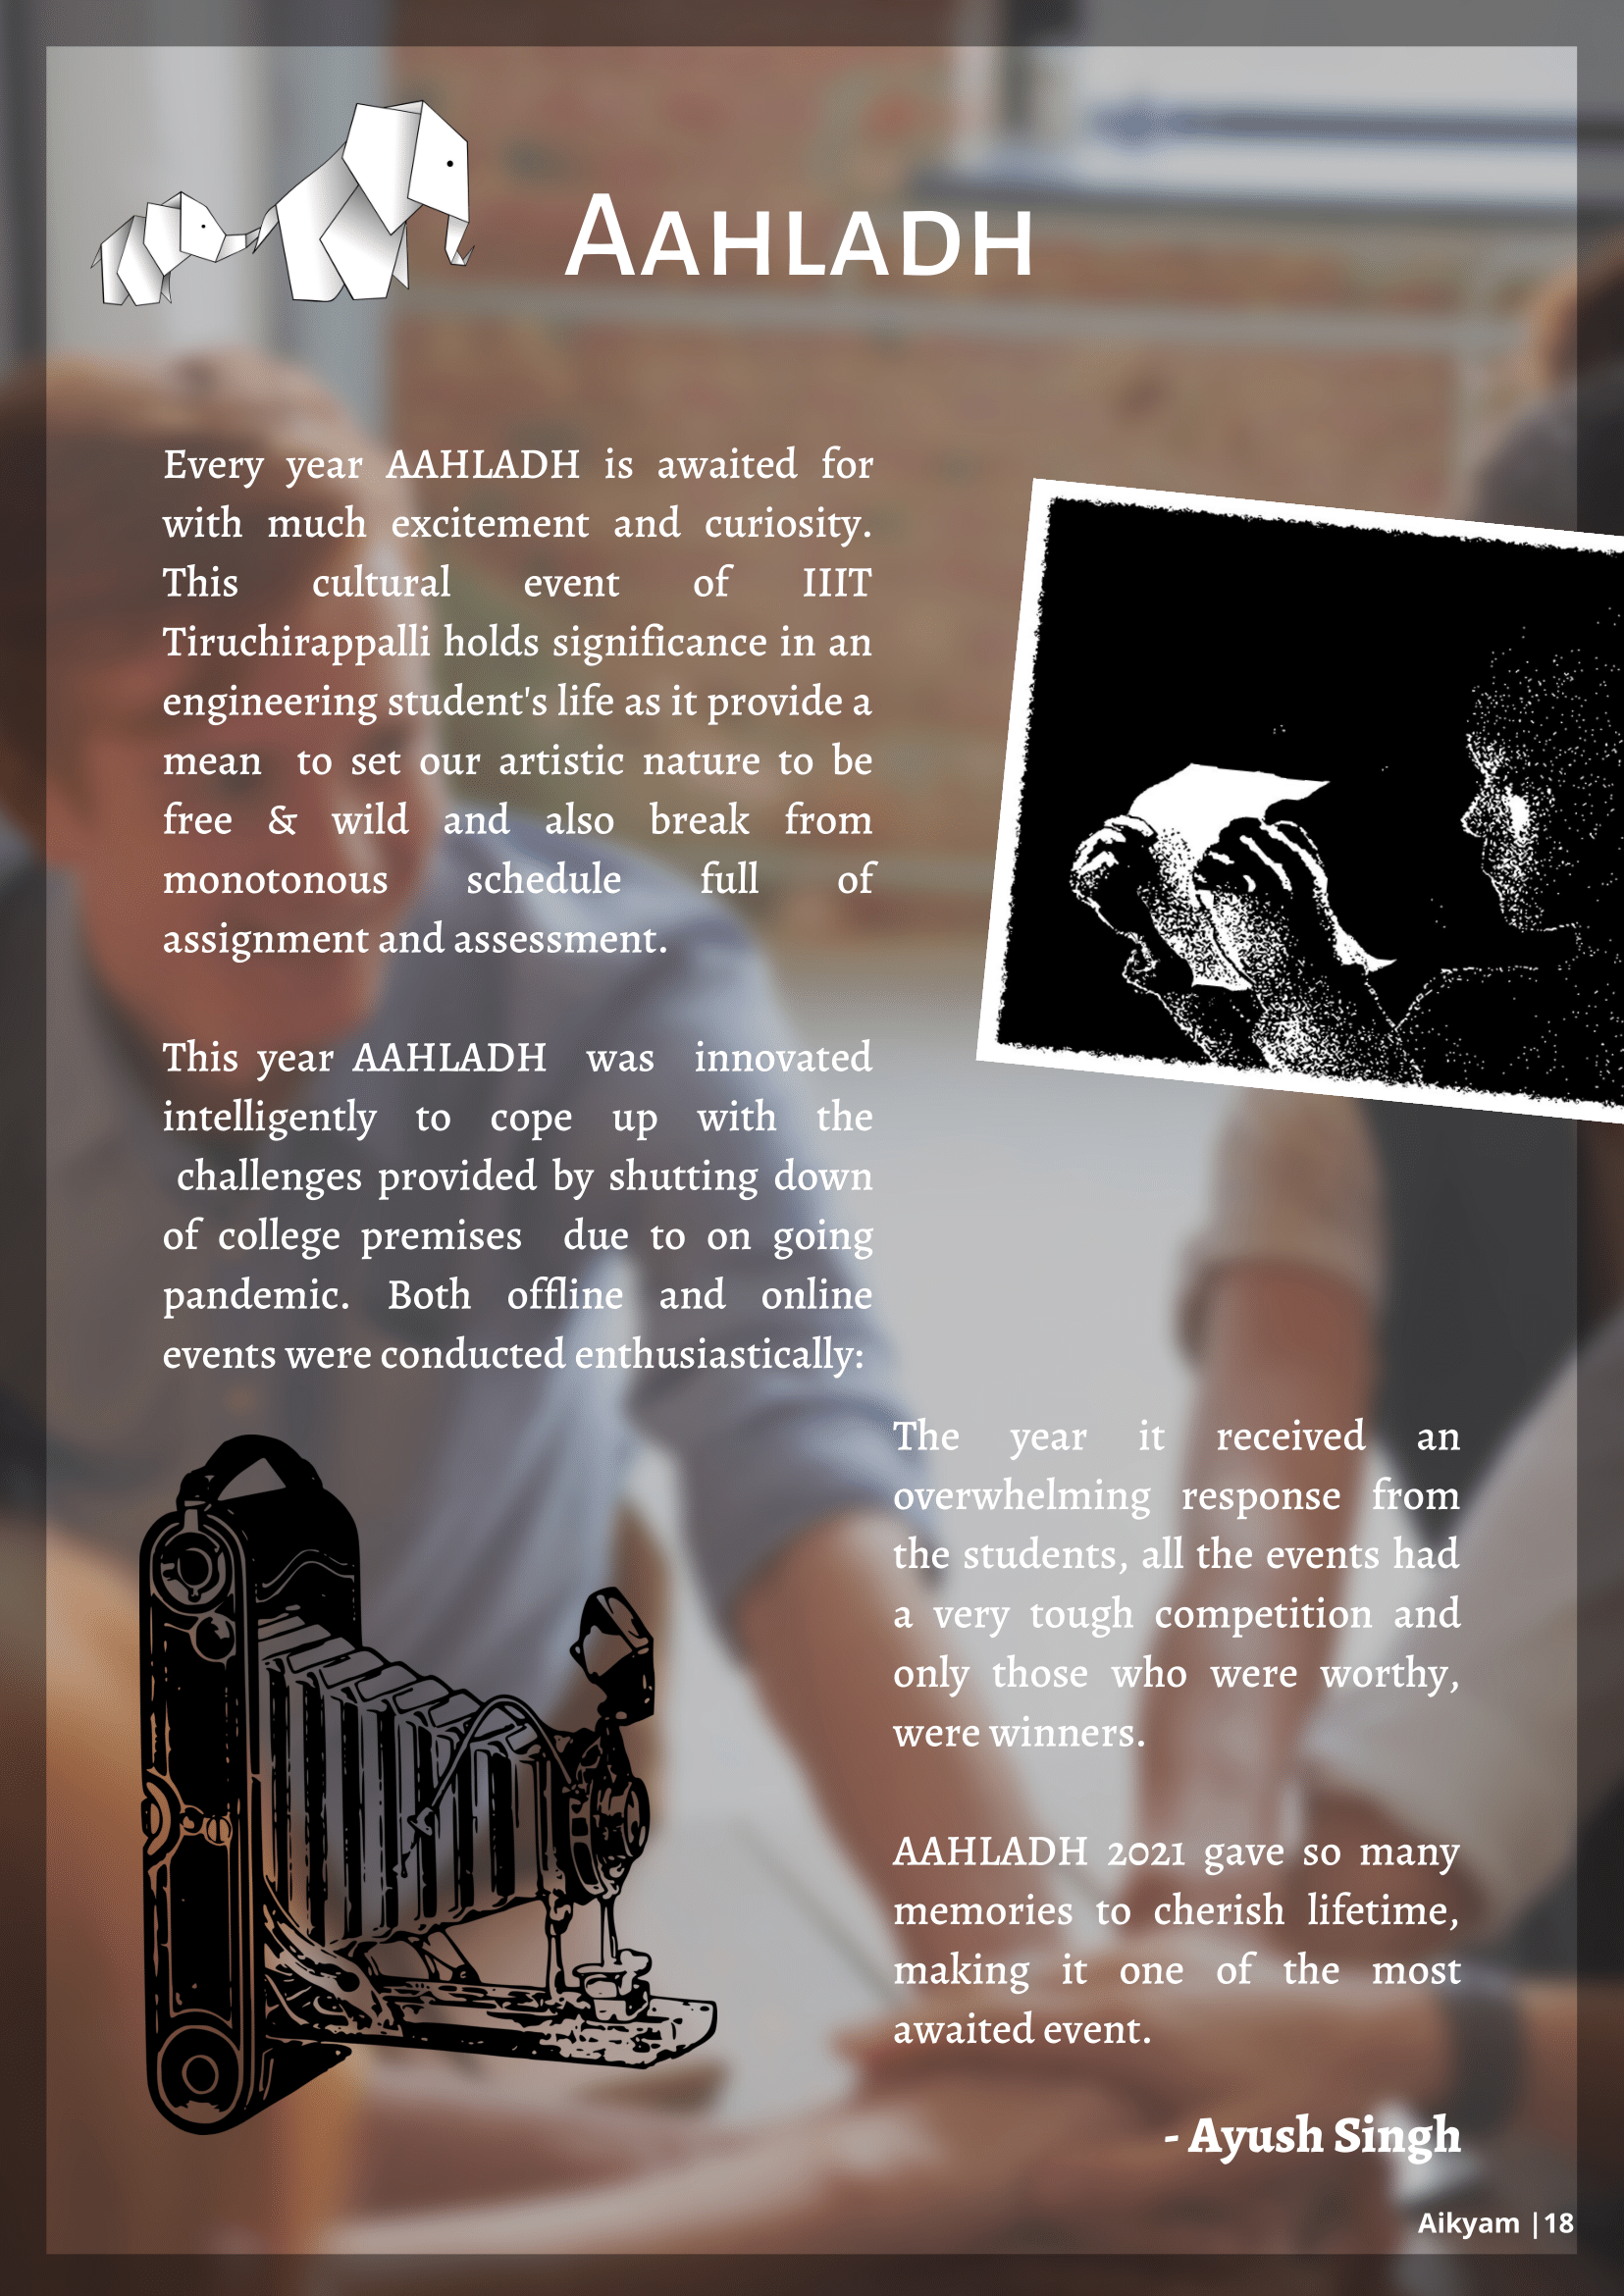 AAHLADH
Every year AAHLADH is awaited for
with much excitement and curiosity.
This cultural event of IIIT
Tiruchirappalli holds significance in an
engineering student's life as it provide a
mean to set our artistic nature to be
free & wild and also break from
monotonous schedule full of
assignment and assessment.
This year AAHLADH was innovated
intelligently to cope up with the
challenges provided by shutting down
of college premises due to on going
pandemic. Both offline and online
events were conducted enthusiastically:
The year it received an
overwhelming response from
the students, all the events had
a very tough competition and
only those who were worthy,
were winners.
AAHLADH 2021 gave so many
memories to cherish lifetime,
making it one of the most
awaited event.
- Ayush Singh
Aikyam |18